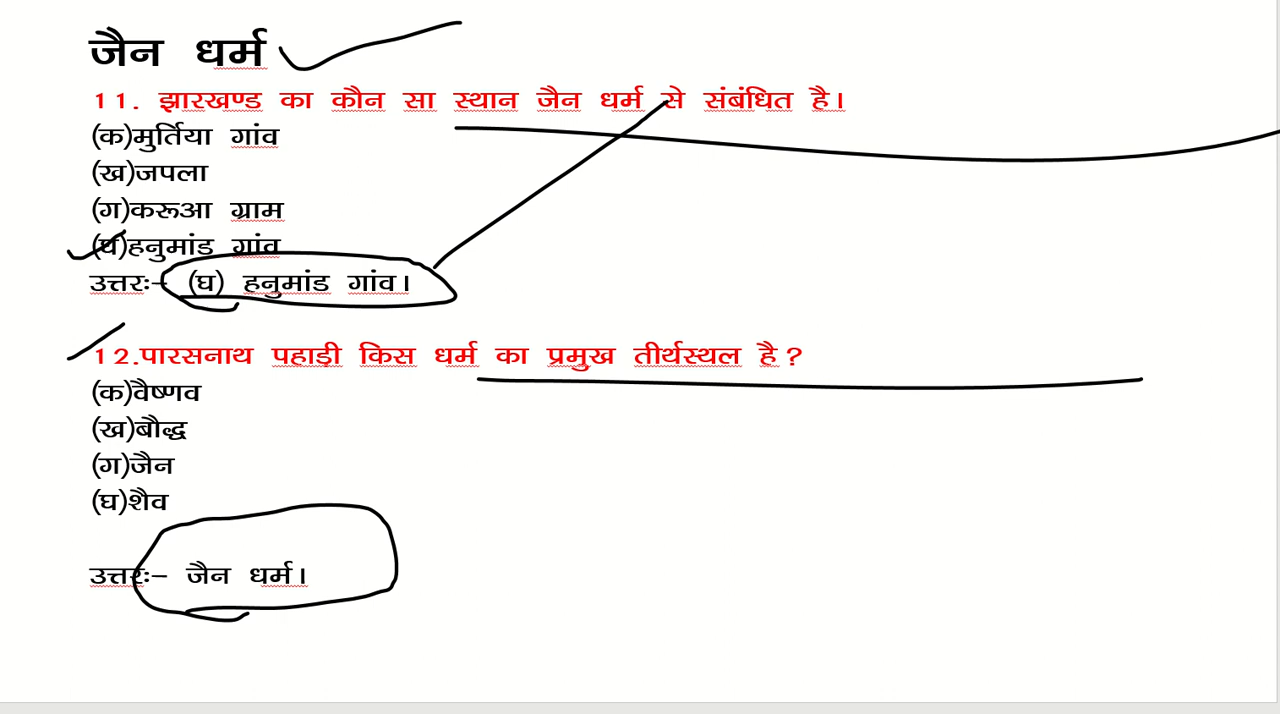 जैन धर्म
11. झारखण्ड का कौन सा स्थान जैन धर्म से संबंधित है।
(क)मुर्तिया गांव
(ख)जपला
(ग)करूआ ग्राम
(घ)हनुमांड गांव
उत्तरः- (घ) हनुमांड गांव।
12.पारसनाथ पहाड़ी किस धर्म का प्रमुख तीर्थस्थल है?
(क)वैष्णव
(ख)बौद्ध
(ग)जैन
(घ)शैव
उत्तरः- जैन धर्म।